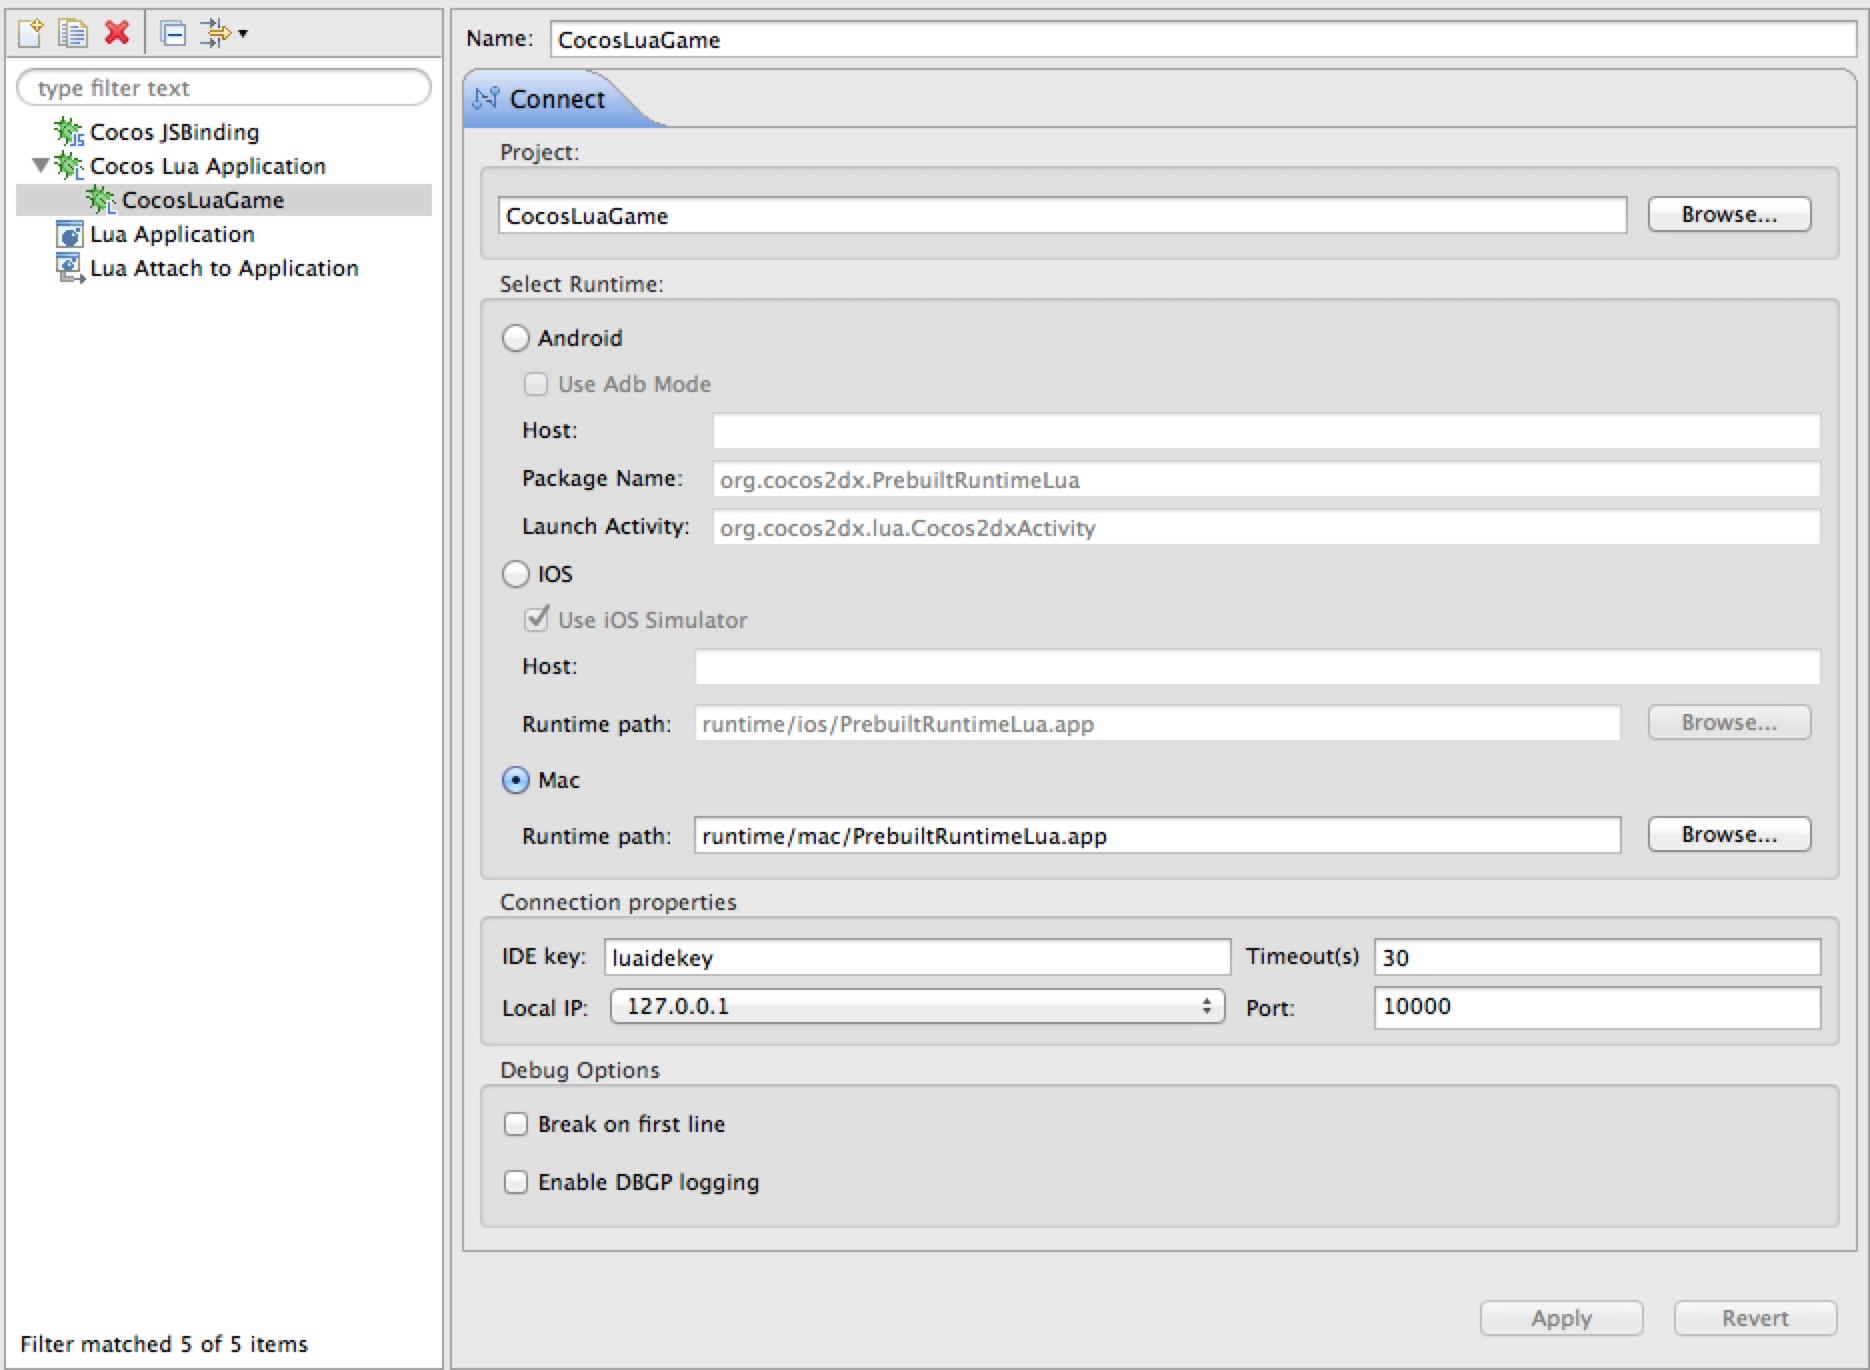 type filter text
Cocos JSBinding
Cocos Lua Application
CocosLuaGame
Lua Application
Lua Attach to Application
Filter matched 5 of 5 items
Name: CocosLuaGame
Connect
Project:
CocosLuaGame Browse...
Select Runtime:
Android
Use Adb Mode
Host:
Package Name: org.cocos2dx.PrebuiltRuntimeLua
Launch Activity: org.cocos2dx.lua.Cocos2dxActivity
IOS
Use iOS Simulator
Host:
Runtime path: runtime/ios/PrebuiltRuntimeLua.app Browse...
Mac
Runtime path: runtime/mac/PrebuiltRuntimeLua.app Browse...
Connection properties
IDE key: luaidekey Timeout(s) 30
Local IP: 127.0.0.1 Port: 10000
Debug Options
Break on first line
Enable DBGP logging
Apply Revert